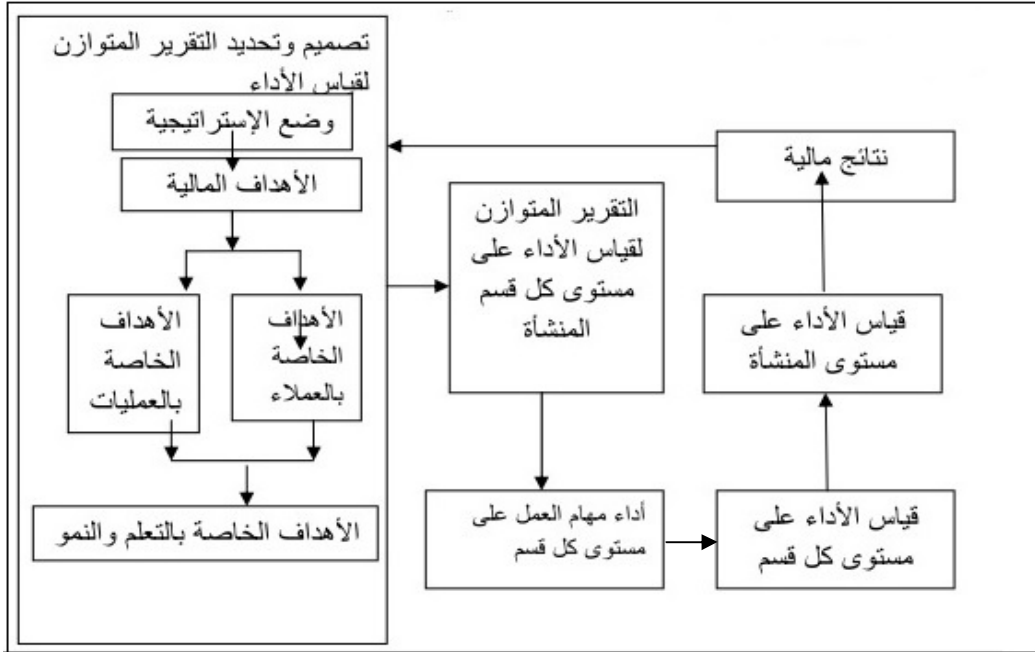 تصميم وتحديد التقرير المتوازن
لقياس الأداء
وضع الإستراتيجية
الأهداف المالية
الأهداف
الخاصة
بالعملاء
الأهداف
الخاصة
بالعمليات
الأهداف الخاصة بالتعلم والنمو
التقرير المتوازن
لقياس الأداء على
مستوى كل قسم
المنشأة
أداء مهام العمل على
مستوى كل قسم
قياس الأداء على
مستوى كل قسم
قياس الأداء على
مستوى المنشأة
نتائج مالية